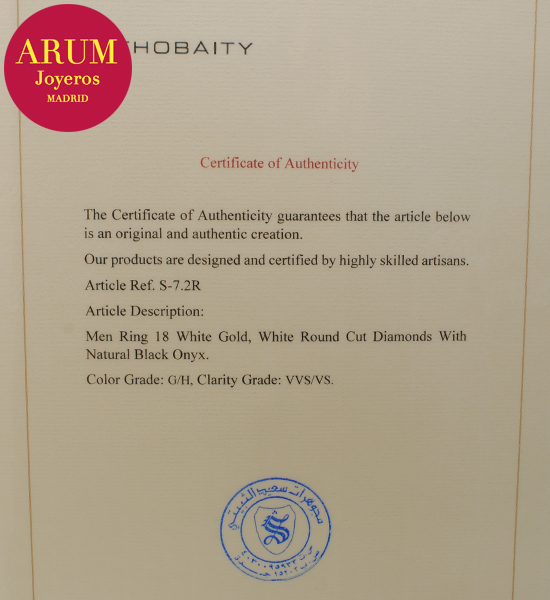 ARUM
Joyeros
MADRID
THOBAITY
Certificate of Authenticity
The Certificate of Authenticity guarantees that the article below
is an original and authentic creation.
Our products are designed and certified by highly skilled artisans.
Article Ref. S-7.2R
Article Description:
Men Ring 18 White Gold, White Round Cut Diamonds With
Natural Black Onyx.
Color Grade: G/H, Clarity Grade: VVS/VS.
مجوهرات سعيد الثبيتي
S